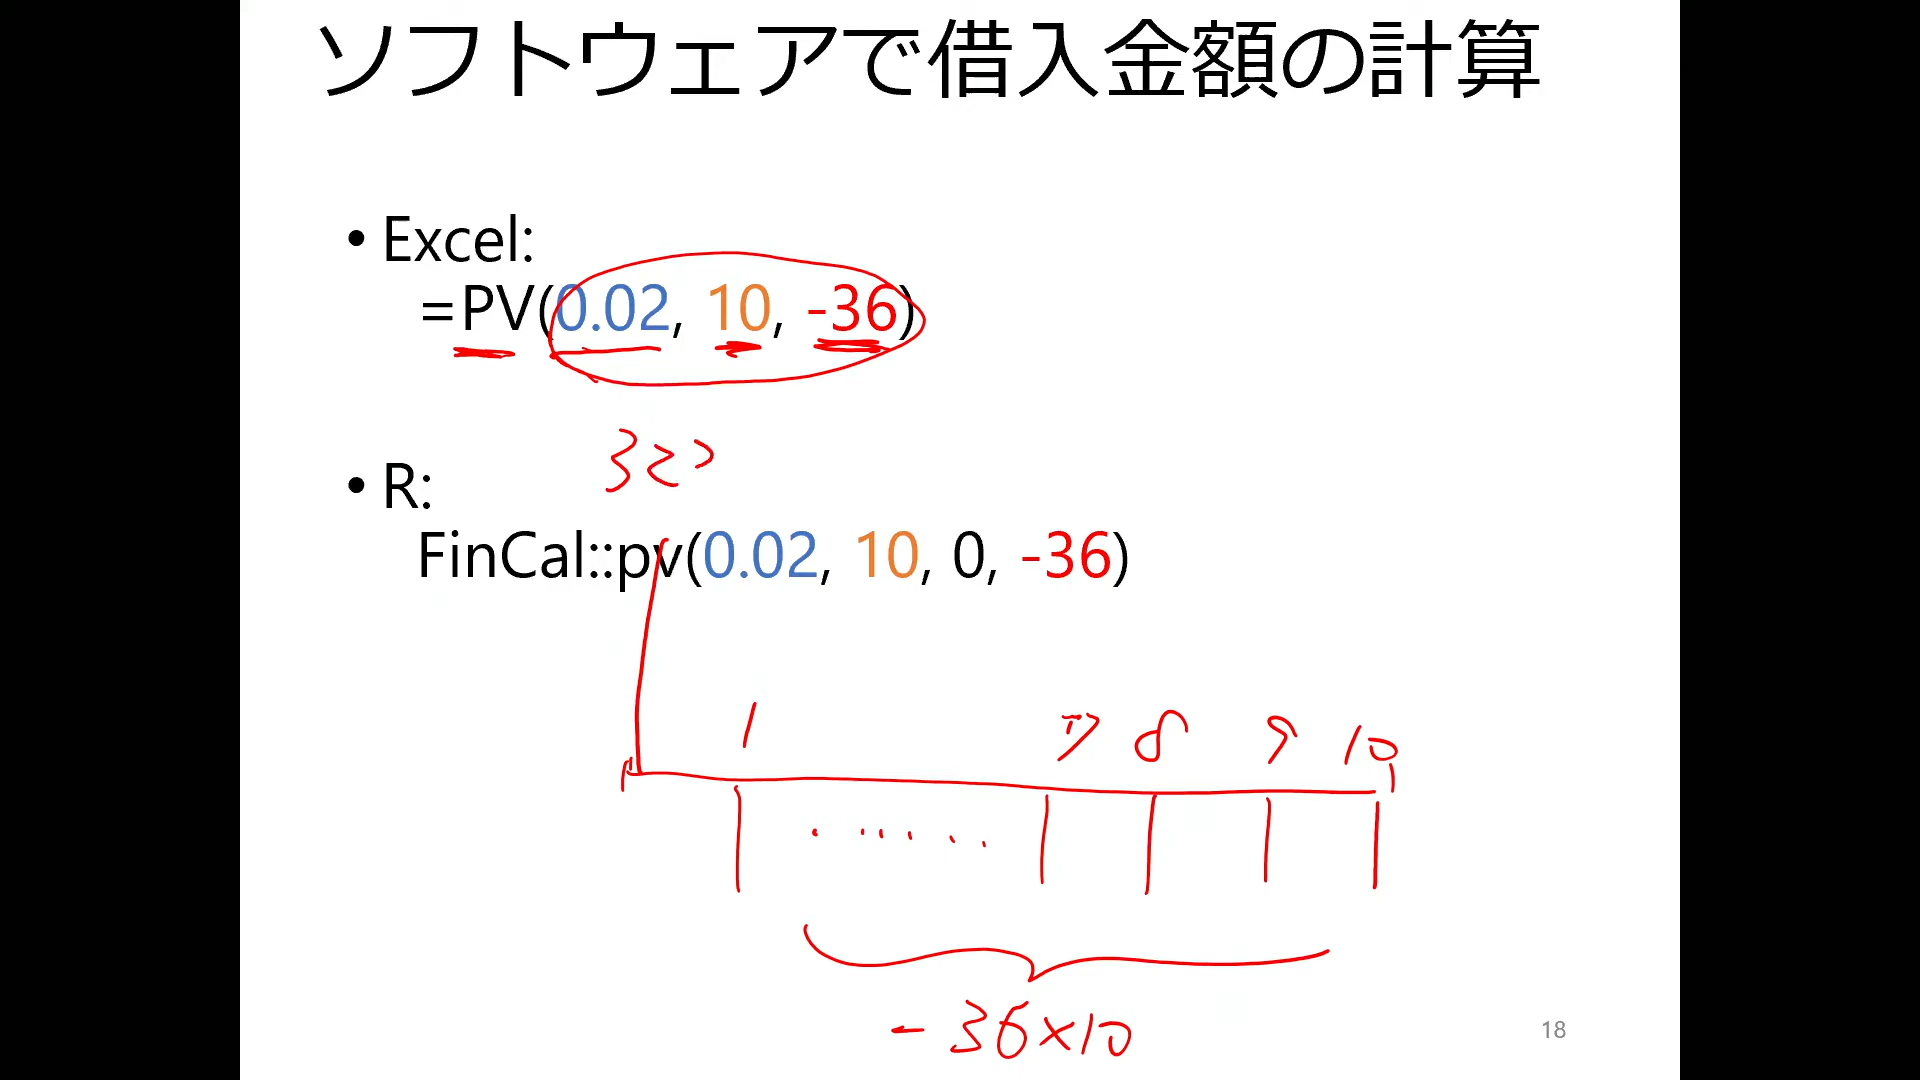 ソフトウェアで借入金額の計算
• Excel:
=PV(0.02, 10, -36)
• R:
FinCal::pv(0.02, 10, 0, -36)
1 7 8 9 10
- 36×10
18